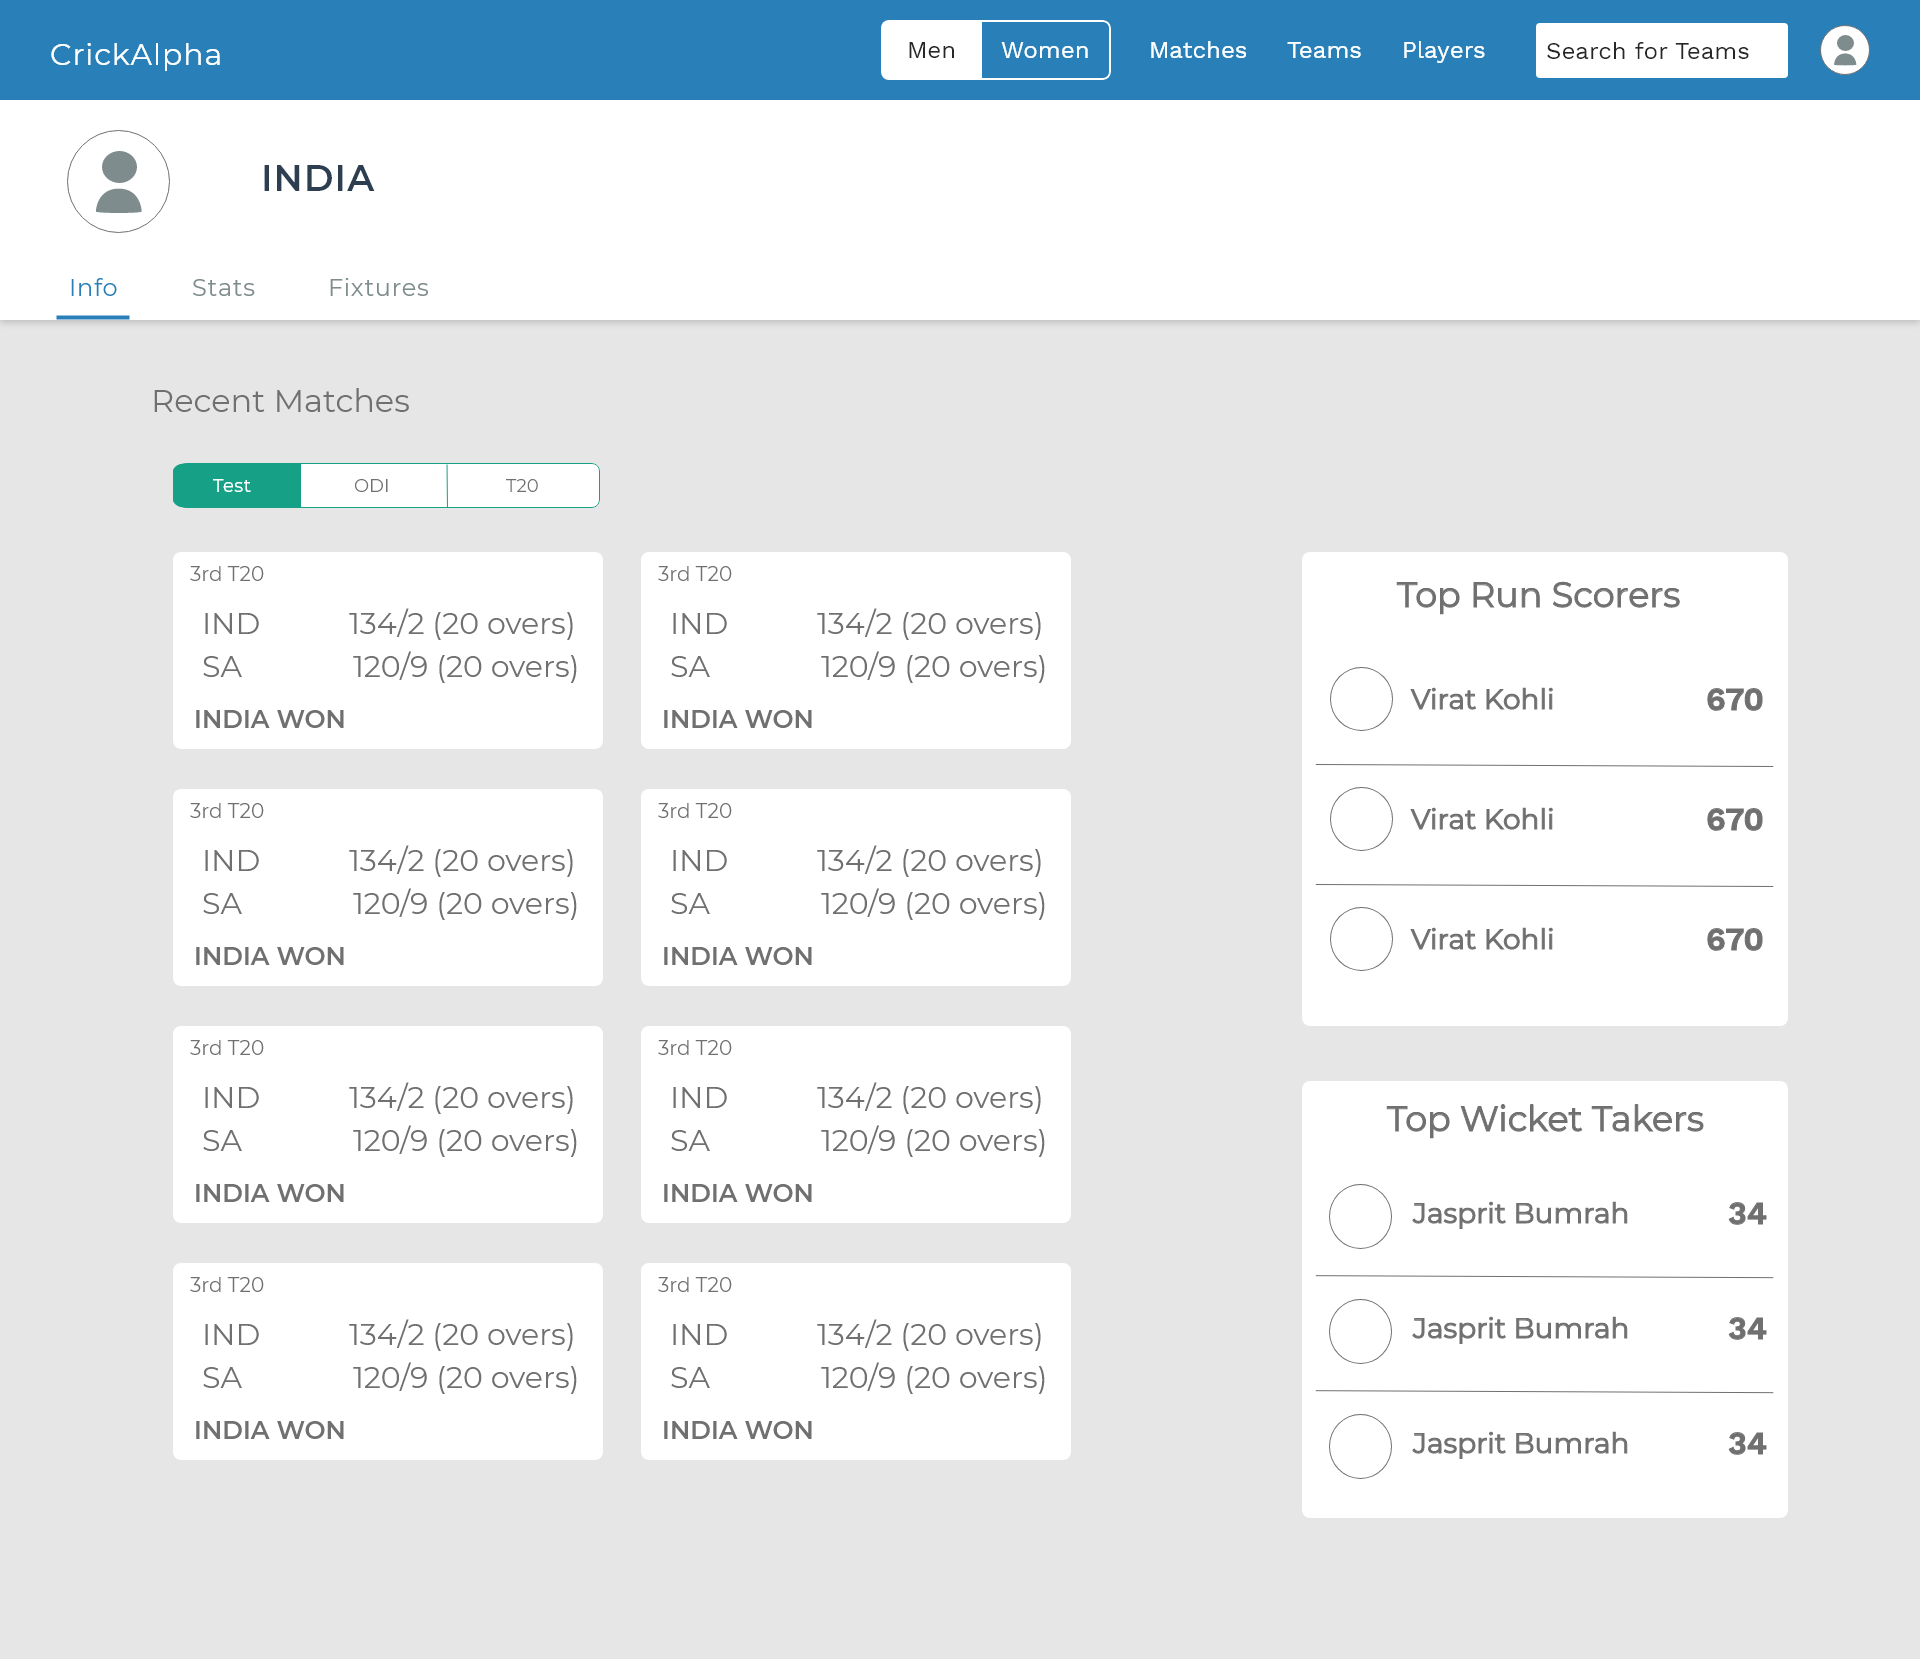 CrickAlpha
Men Women Matches Teams Players Search for Teams
INDIA
Info Stats Fixtures
Recent Matches
Test ODI T20
3rd T20
IND 134/2 (20 overs)
SA 120/9 (20 overs)
INDIA WON
3rd T20
IND 134/2 (20 overs)
SA 120/9 (20 overs)
INDIA WON
3rd T20
IND 134/2 (20 overs)
SA 120/9 (20 overs)
INDIA WON
3rd T20
IND 134/2 (20 overs)
SA 120/9 (20 overs)
INDIA WON
3rd T20
IND 134/2 (20 overs)
SA 120/9 (20 overs)
INDIA WON
3rd T20
IND 134/2 (20 overs)
SA 120/9 (20 overs)
INDIA WON
3rd T20
IND 134/2 (20 overs)
SA 120/9 (20 overs)
INDIA WON
3rd T20
IND 134/2 (20 overs)
SA 120/9 (20 overs)
INDIA WON
Top Run Scorers
Virat Kohli 670
Virat Kohli 670
Virat Kohli 670
Top Wicket Takers
Jasprit Bumrah 34
Jasprit Bumrah 34
Jasprit Bumrah 34